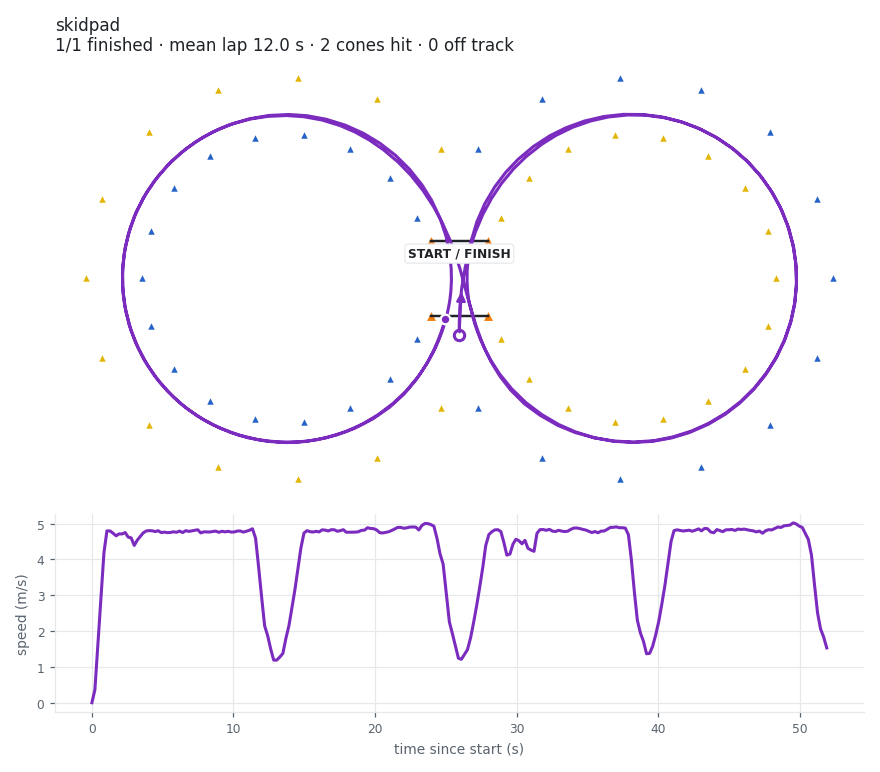 skidpad
1/1 finished · mean lap 12.0 s · 2 cones hit · 0 off track
START / FINISH
5
4
3
2
1
0
speed (m/s)
0 10 20 30 40 50
time since start (s)